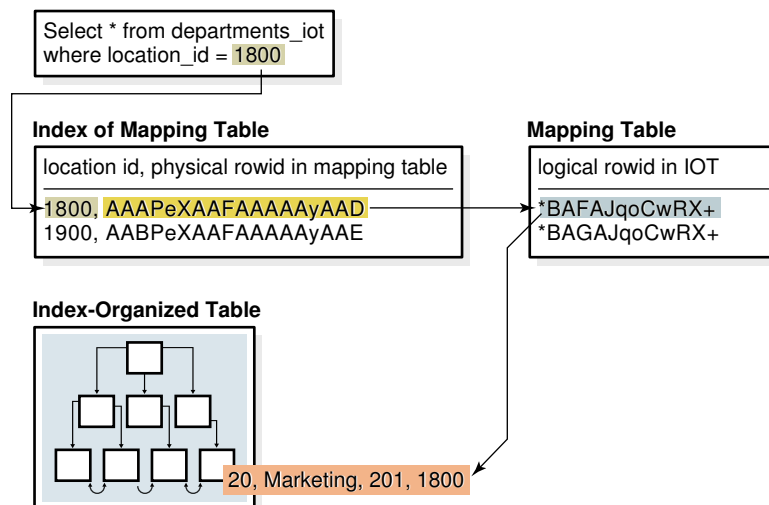 Select * from departments_iot
where location_id = 1800
Index of Mapping Table
location id, physical rowid in mapping table
1800, AAAPeXAAFAAAAAyAAD
1900, AABPeXAAFAAAAAyAAE
Mapping Table
logical rowid in IOT
*BAFAJqoCwRX+
*BAGAJqoCwRX+
Index-Organized Table
20, Marketing, 201, 1800